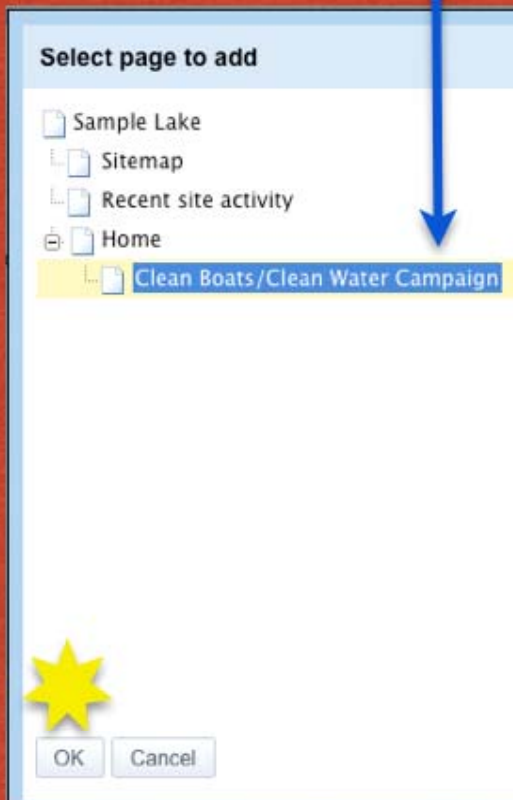 Select page to add
Sample Lake
Sitemap
Recent site activity
Home
Clean Boats/Clean Water Campaign
OK Cancel